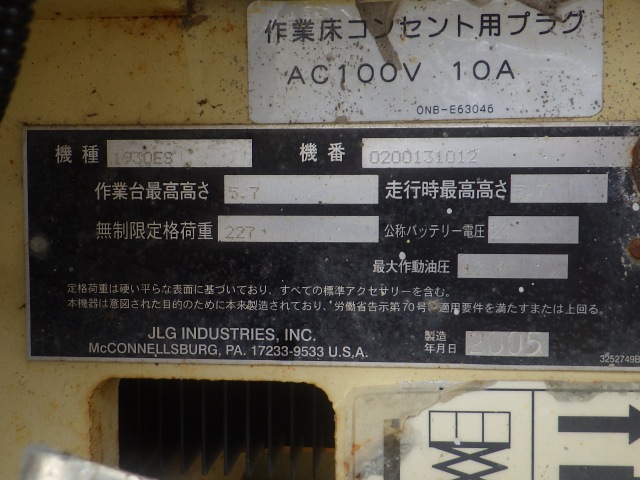 作業床コンセント用プラグ
AC100V 10A
ONB-E63046
機種 1930ES 機番 0200131012
作業台最高高さ 5.7 走行時最高高さ 5.7
無制限定格荷重 227 公称バッテリー電圧
最大作動油圧
定格荷重は硬い平らな表面に基づいており、すべての標準アクセサリーを含む。
本機器は意図された目的のために本来製造されており、労働省告示第70号 適用要件を満たすまたは上回る。
JLG INDUSTRIES, INC. 製造
McCONNELLSBURG, PA. 17233-9533 U.S.A. 年月日 2005
3252749B